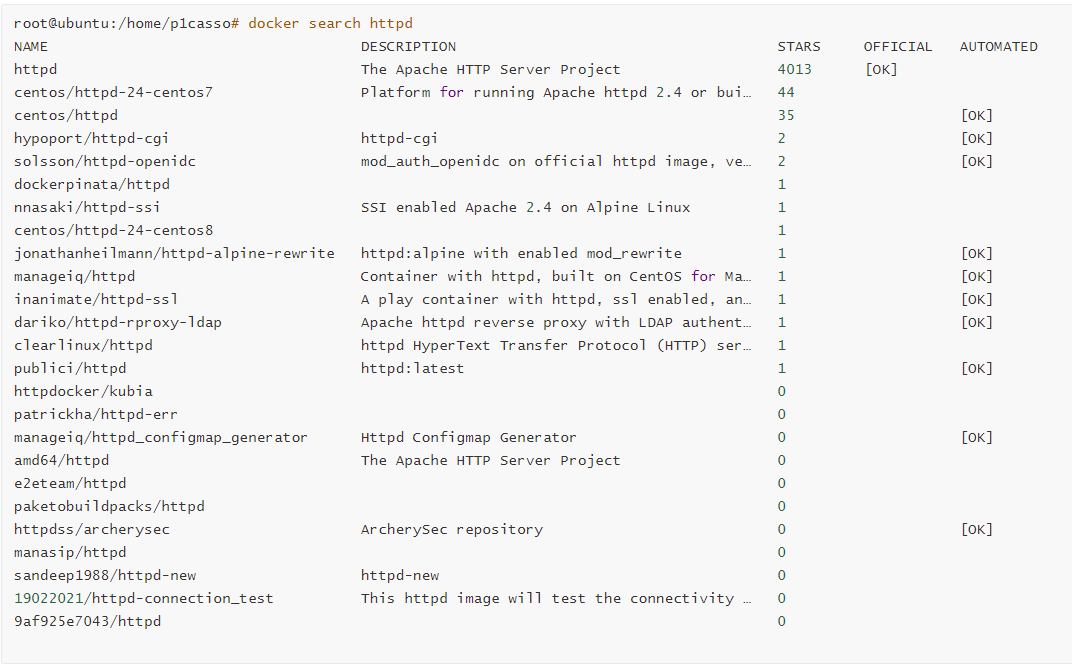 root@ubuntu:/home/p1casso# docker search httpd
NAME DESCRIPTION STARS OFFICIAL AUTOMATED
httpd The Apache HTTP Server Project 4013 [OK]
centos/httpd-24-centos7 Platform for running Apache httpd 2.4 or bui… 44
centos/httpd 35 [OK]
hypoport/httpd-cgi httpd-cgi 2 [OK]
solsson/httpd-openidc mod_auth_openidc on official httpd image, ve… 2 [OK]
dockerpinata/httpd 1
nnasaki/httpd-ssi SSI enabled Apache 2.4 on Alpine Linux 1
centos/httpd-24-centos8 1
jonathanheilmann/httpd-alpine-rewrite httpd:alpine with enabled mod_rewrite 1 [OK]
manageiq/httpd Container with httpd, built on CentOS for Ma… 1 [OK]
inanimate/httpd-ssl A play container with httpd, ssl enabled, an… 1 [OK]
dariko/httpd-rproxy-ldap Apache httpd reverse proxy with LDAP authent… 1 [OK]
clearlinux/httpd httpd HyperText Transfer Protocol (HTTP) ser… 1
publici/httpd httpd:latest 1 [OK]
httpdocker/kubia 0
patrickha/httpd-err 0
manageiq/httpd_configmap_generator Httpd Configmap Generator 0 [OK]
amd64/httpd The Apache HTTP Server Project 0
e2eteam/httpd 0
paketobuildpacks/httpd 0
httpdss/archerysec ArcherySec repository 0 [OK]
manasip/httpd 0
sandeep1988/httpd-new httpd-new 0
19022021/httpd-connection_test This httpd image will test the connectivity … 0
9af925e7043/httpd 0